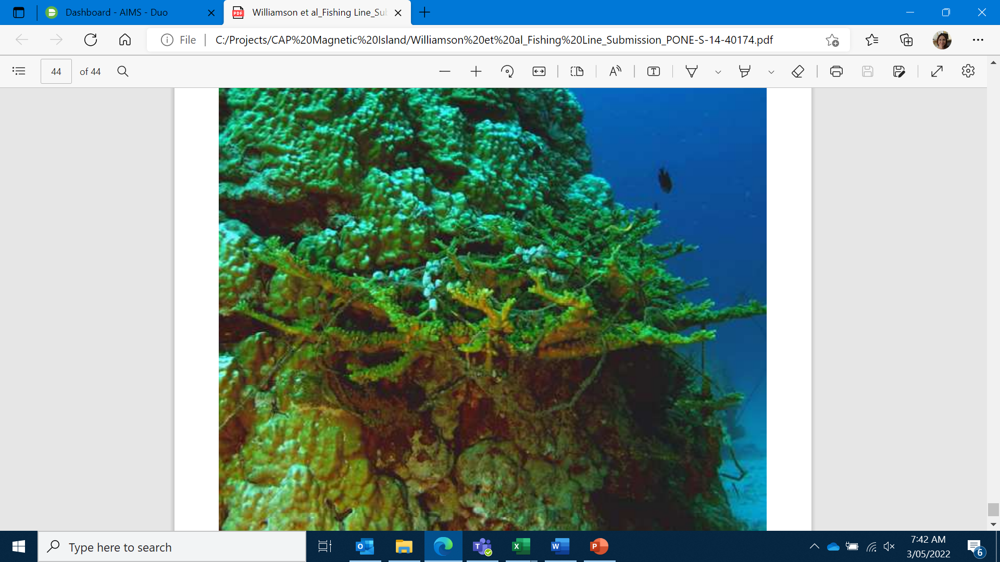 Dashboard - AIMS - Duo
Williamson et al_Fishing Line_Su
File
C:/Projects/CAP%20Magnetic%20Island/Williamson%20et%20al_Fishing%20Line_Submission_PONE-S-14-40174.pdf
44 of 44
Type here to search
7:42 AM
3/05/2022
6